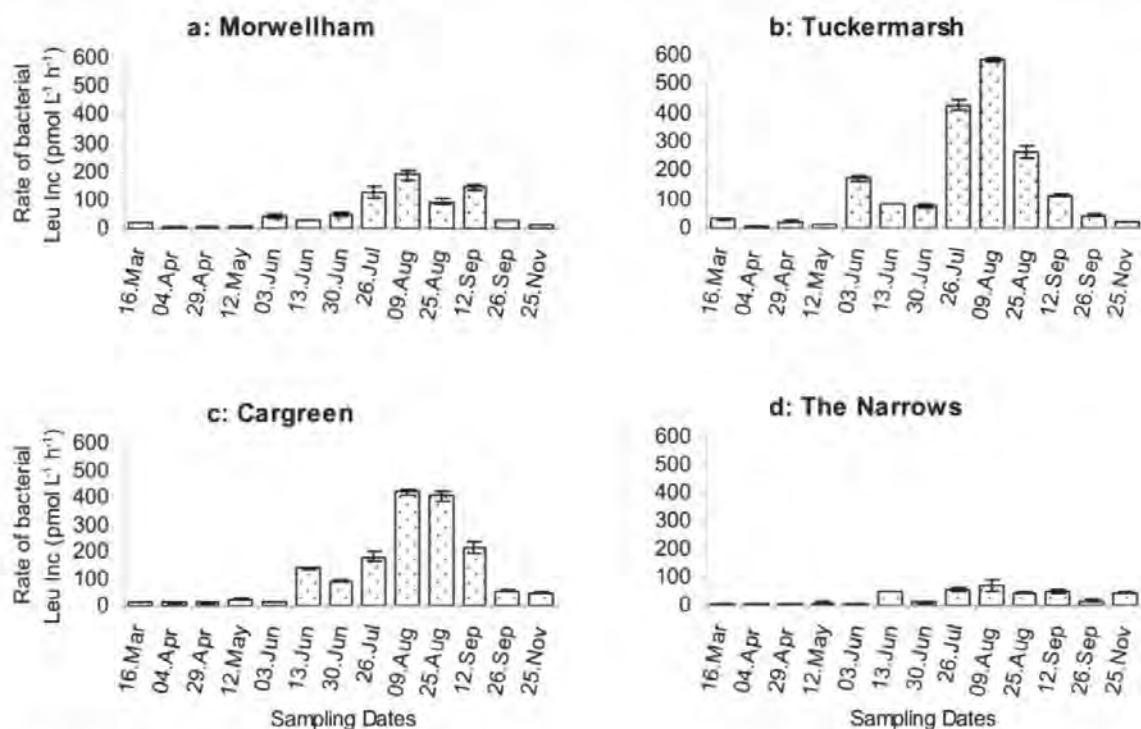 a: Morwellham
Rate of bacterial
Leu Inc (pmol L⁻¹ h⁻¹)
600
500
400
300
200
100
0
16.Mar
04.Apr
29.Apr
12.May
03.Jun
13.Jun
30.Jun
26.Jul
09.Aug
25.Aug
12.Sep
26.Sep
25.Nov
b: Tuckermarsh
600
500
400
300
200
100
0
16.Mar
04.Apr
29.Apr
12.May
03.Jun
13.Jun
30.Jun
26.Jul
09.Aug
25.Aug
12.Sep
26.Sep
25.Nov
c: Cargreen
Rate of bacterial
Leu Inc (pmol L⁻¹ h⁻¹)
600
500
400
300
200
100
0
16.Mar
04.Apr
29.Apr
12.May
03.Jun
13.Jun
30.Jun
26.Jul
09.Aug
25.Aug
12.Sep
26.Sep
25.Nov
Sampling Dates
d: The Narrows
600
500
400
300
200
100
0
16.Mar
04.Apr
29.Apr
12.May
03.Jun
13.Jun
30.Jun
26.Jul
09.Aug
25.Aug
12.Sep
26.Sep
25.Nov
Sampling Dates